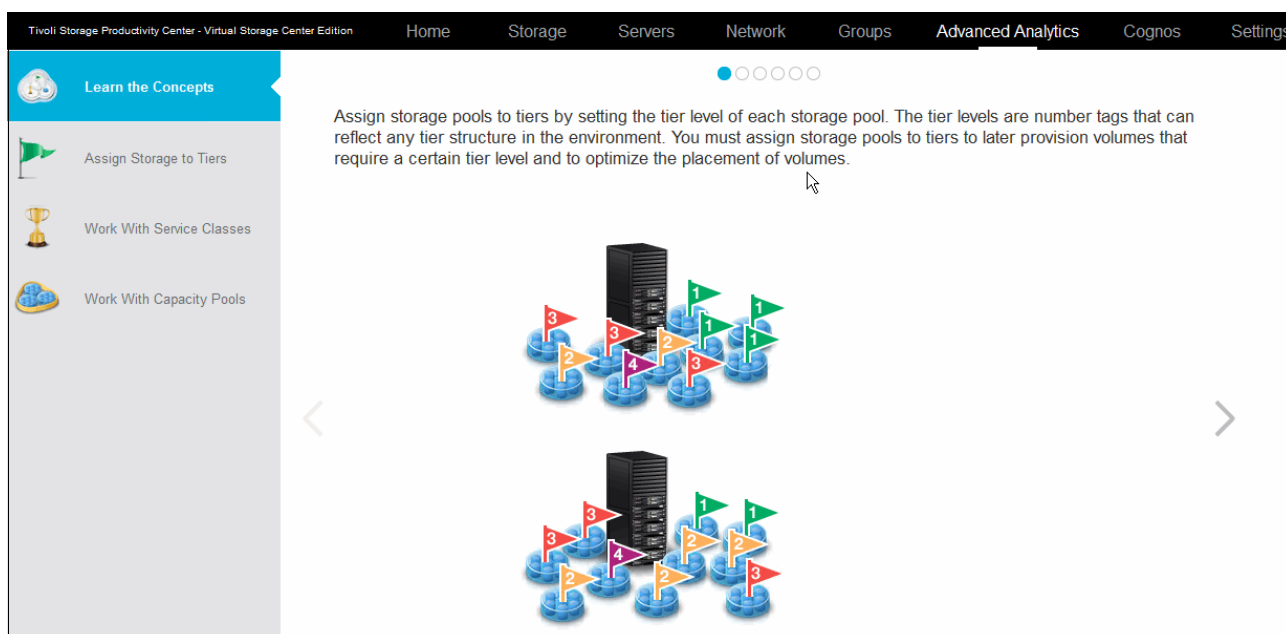 Tivoli Storage Productivity Center - Virtual Storage Center Edition Home Storage Servers Network Groups Advanced Analytics Cognos Settings
Learn the Concepts
Assign Storage to Tiers
Work With Service Classes
Work With Capacity Pools
Assign storage pools to tiers by setting the tier level of each storage pool. The tier levels are number tags that can
reflect any tier structure in the environment. You must assign storage pools to tiers to later provision volumes that
require a certain tier level and to optimize the placement of volumes.
1
3 1
3 2 1 1
2 4 3
3 1 1
3 4 2 2
2 2 3